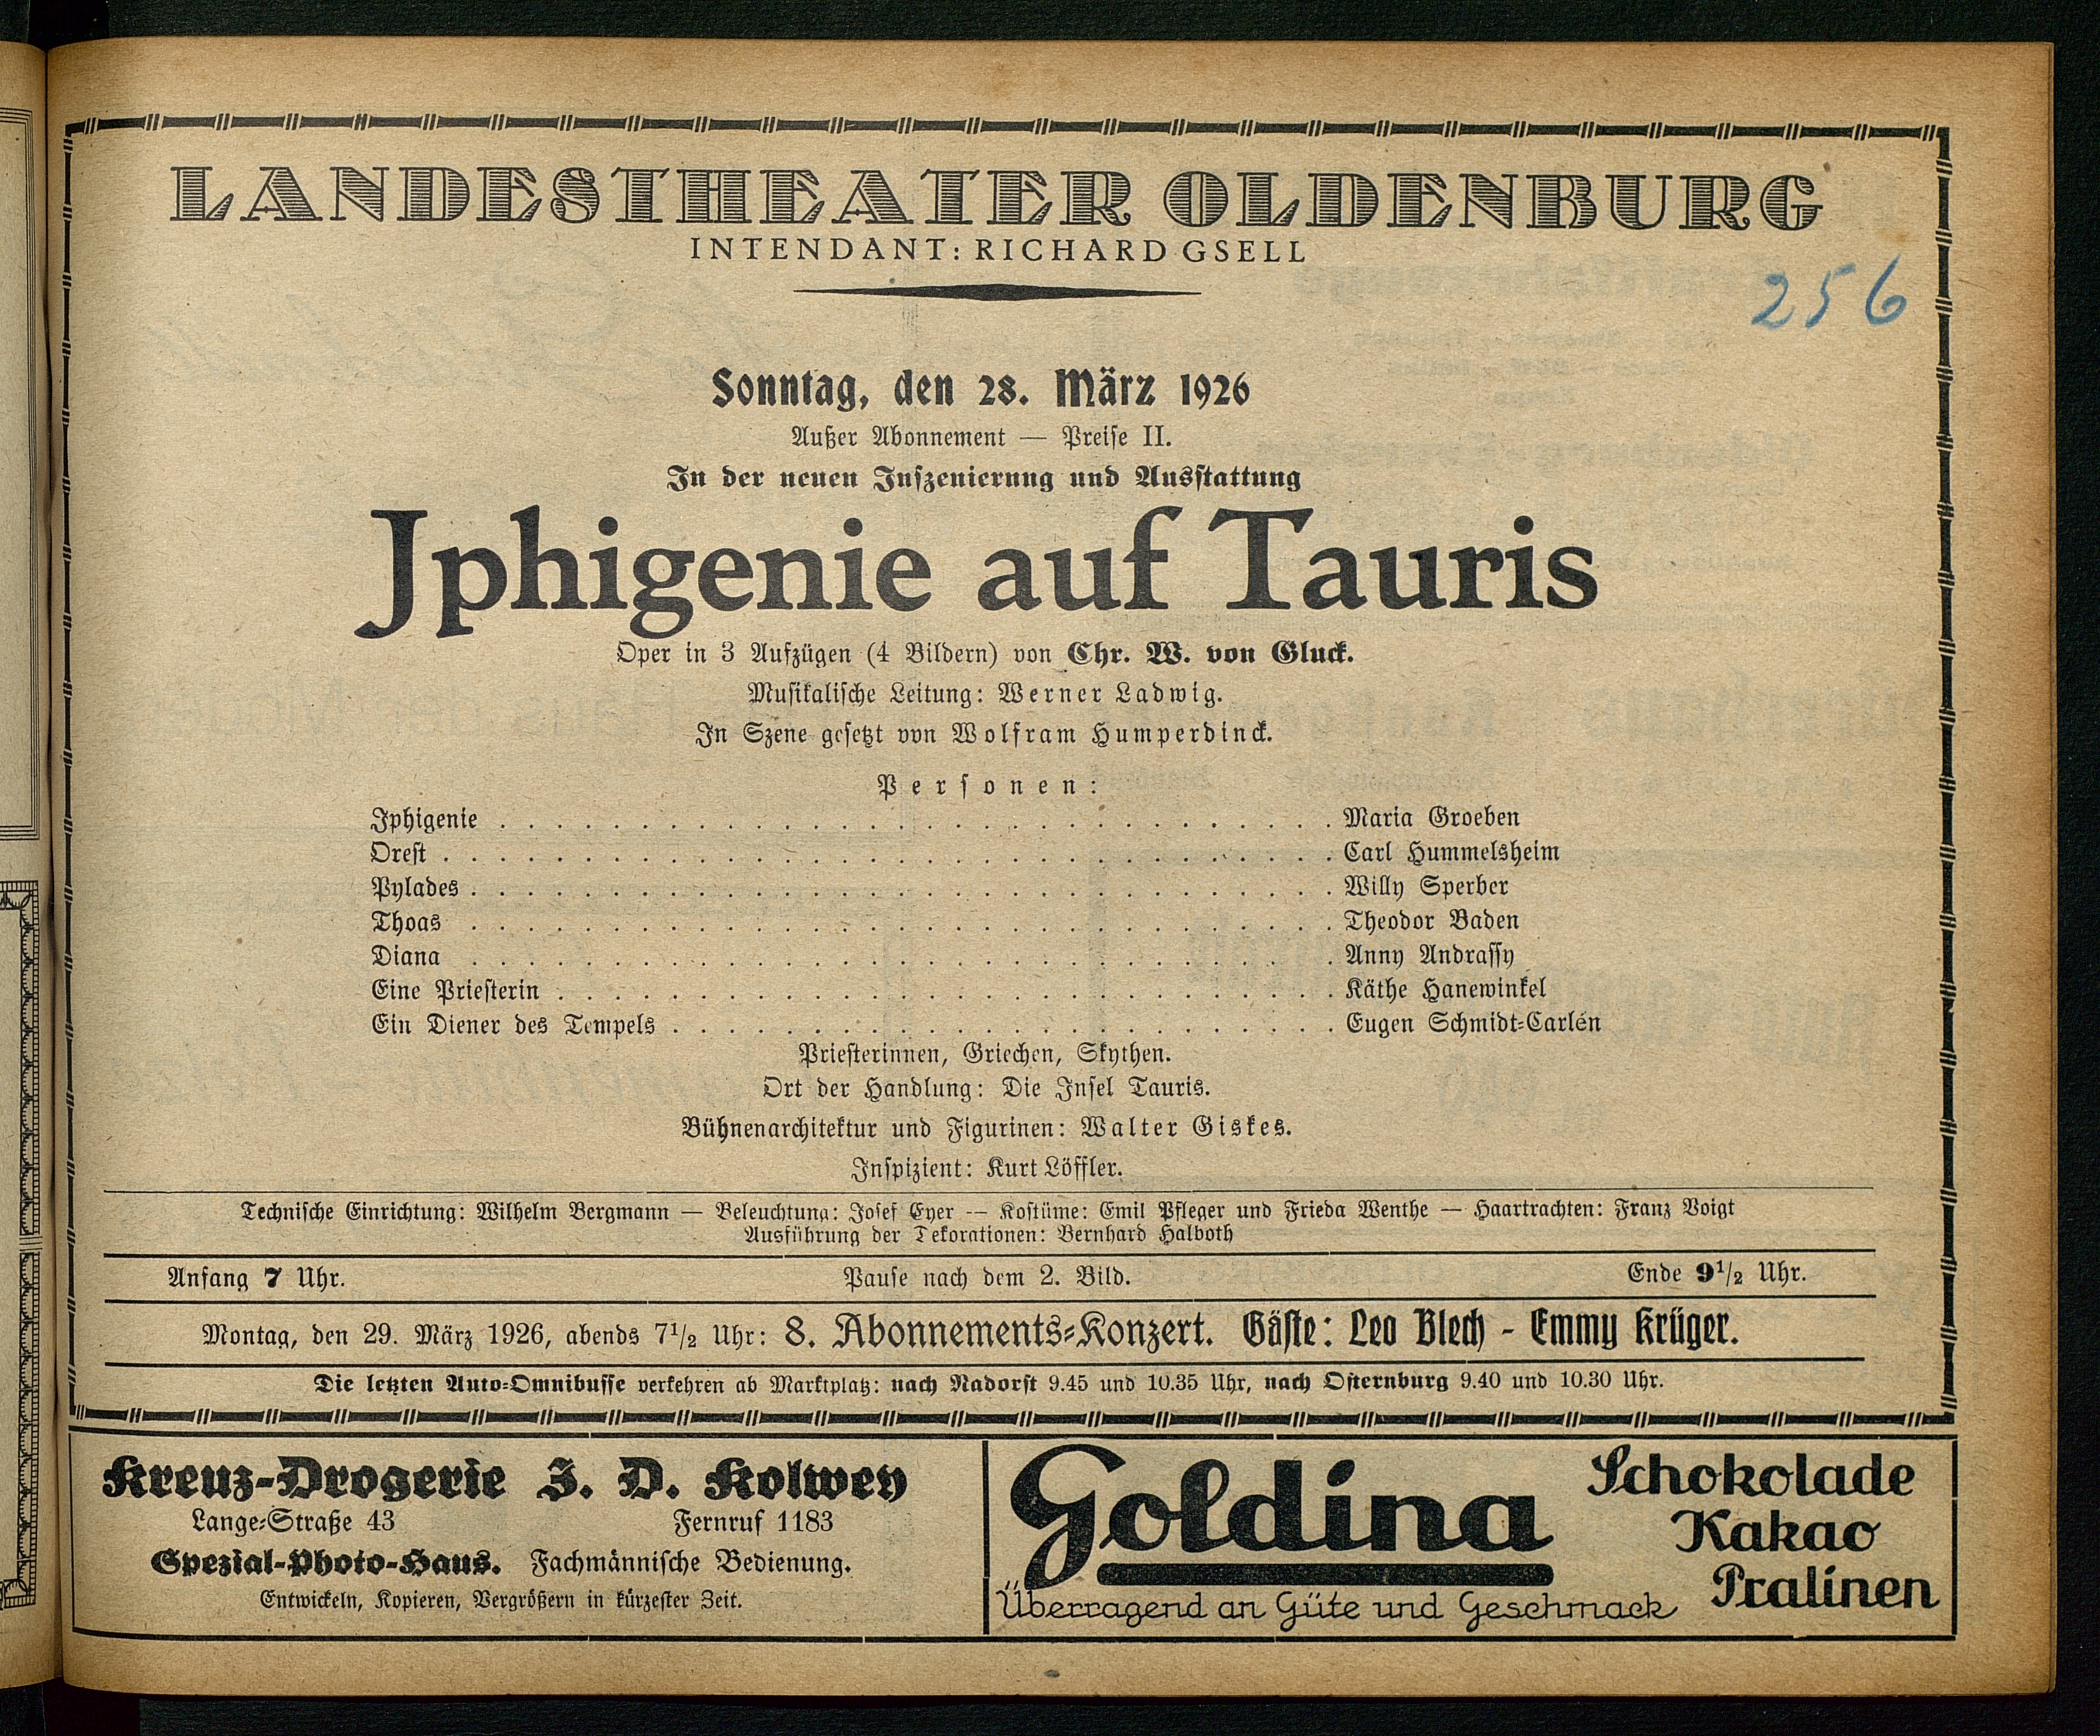 LANDESTHEATER OLDENBURG
INTENDANT: RICHARD GSELL
256
Sonntag, den 28. März 1926
Außer Abonnement — Preise II.
In der neuen Inszenierung und Ausstattung
Jphigenie auf Tauris
Oper in 3 Aufzügen (4 Bildern) von Chr. W. von Gluck.
Musikalische Leitung: Werner Ladwig.
In Szene gesetzt von Wolfram Humperdinck.
Personen:
Iphigenie . . . . . Maria Groeben
Orest . . . . . Carl Hummelsheim
Pylades . . . . . Willy Sperber
Thoas . . . . . Theodor Baden
Diana . . . . . Anny Andrassy
Eine Priesterin . . . . . Käthe Hanewinkel
Ein Diener des Tempels . . . . . Eugen Schmidt-Carlén
Priesterinnen, Griechen, Skythen.
Ort der Handlung: Die Insel Tauris.
Bühnenarchitektur und Figurinen: Walter Giskes.
Inspizient: Kurt Löffler.
Technische Einrichtung: Wilhelm Bergmann — Beleuchtung: Josef Eyer — Kostüme: Emil Pfleger und Frieda Wenthe — Haartrachten: Franz Voigt
Ausführung der Dekorationen: Bernhard Halboth
Anfang 7 Uhr. Pause nach dem 2. Bild. Ende 9½ Uhr.
Montag, den 29. März 1926, abends 7½ Uhr: 8. Abonnements-Konzert. Gäste: Leo Blech - Emmy Krüger.
Die letzten Auto-Omnibusse verkehren ab Marktplatz: nach Nadorst 9.45 und 10.35 Uhr, nach Osternburg 9.40 und 10.30 Uhr.
Kreuz-Drogerie J. D. Kolwey
Lange-Straße 43 Fernruf 1183
Spezial-Photo-Haus. Fachmännische Bedienung.
Entwickeln, Kopieren, Vergrößern in kürzester Zeit.
Goldina
Schokolade
Kakao
Pralinen
Überragend an Güte und Geschmack